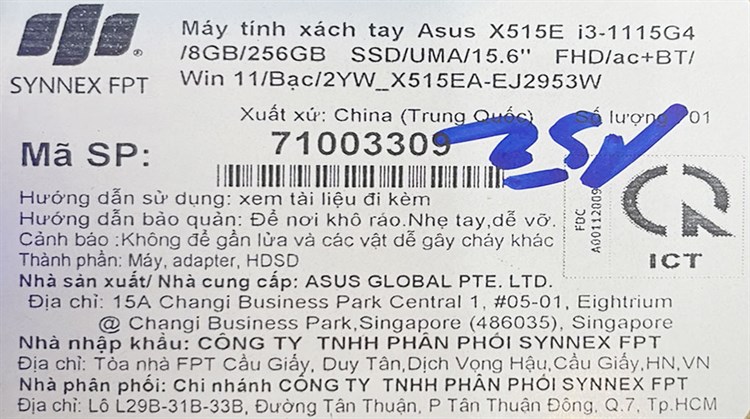 SYNNEX FPT
Máy tính xách tay Asus X515E i3-1115G4
/8GB/256GB SSD/UMA/15.6" FHD/ac+BT/
Win 11/Bạc/2YW_X515EA-EJ2953W
Xuất xứ: China (Trung Quốc) Số lượng: 01
Mã SP: 71003309
Hướng dẫn sử dụng: xem tài liệu đi kèm
Hướng dẫn bảo quản: Để nơi khô ráo.Nhẹ tay,dễ vỡ.
Cảnh báo :Không để gần lửa và các vật dễ gây cháy khác
Thành phần: Máy, adapter, HDSD
FDC
A00112009
ICT
Nhà sản xuất/ Nhà cung cấp: ASUS GLOBAL PTE. LTD.
Địa chỉ: 15A Changi Business Park Central 1, #05-01, Eightrium
@ Changi Business Park,Singapore (486035), Singapore
Nhà nhập khẩu: CÔNG TY TNHH PHÂN PHỐI SYNNEX FPT
Địa chỉ: Tòa nhà FPT Cầu Giấy, Duy Tân,Dịch Vọng Hậu,Cầu Giấy,HN,VN
Nhà phân phối: Chi nhánh CÔNG TY TNHH PHÂN PHỐI SYNNEX FPT
Địa chỉ: Lô L29B-31B-33B, Đường Tân Thuận, P Tân Thuận Đông, Q.7, Tp.HCM